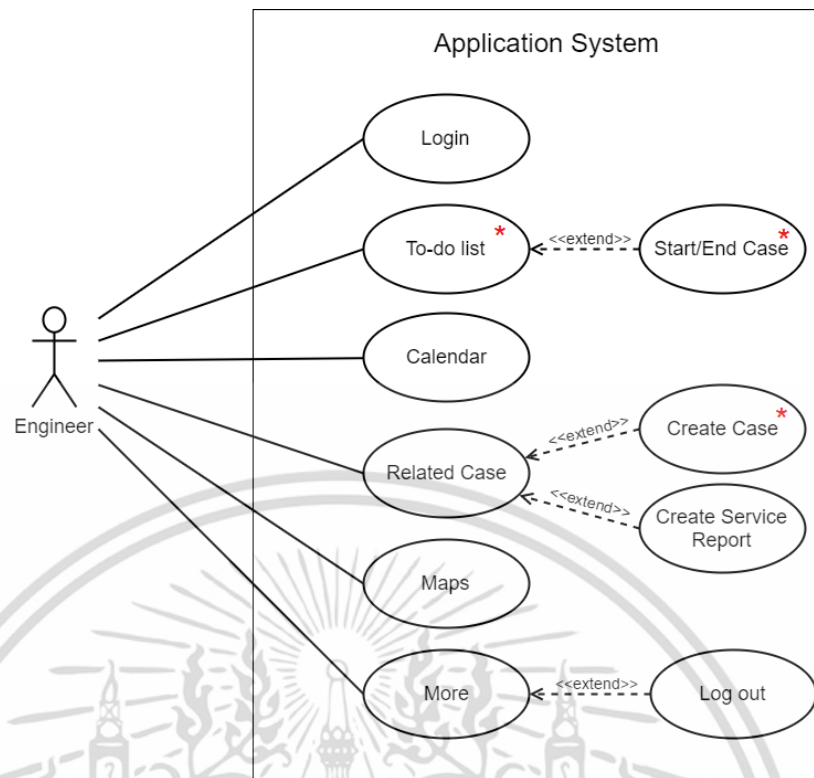 Application System
Login
To-do list *
<<extend>>
Start/End Case *
Calendar
Engineer
<<extend>>
Create Case *
Related Case
<<extend>>
Create Service
Report
Maps
More
<<extend>>
Log out